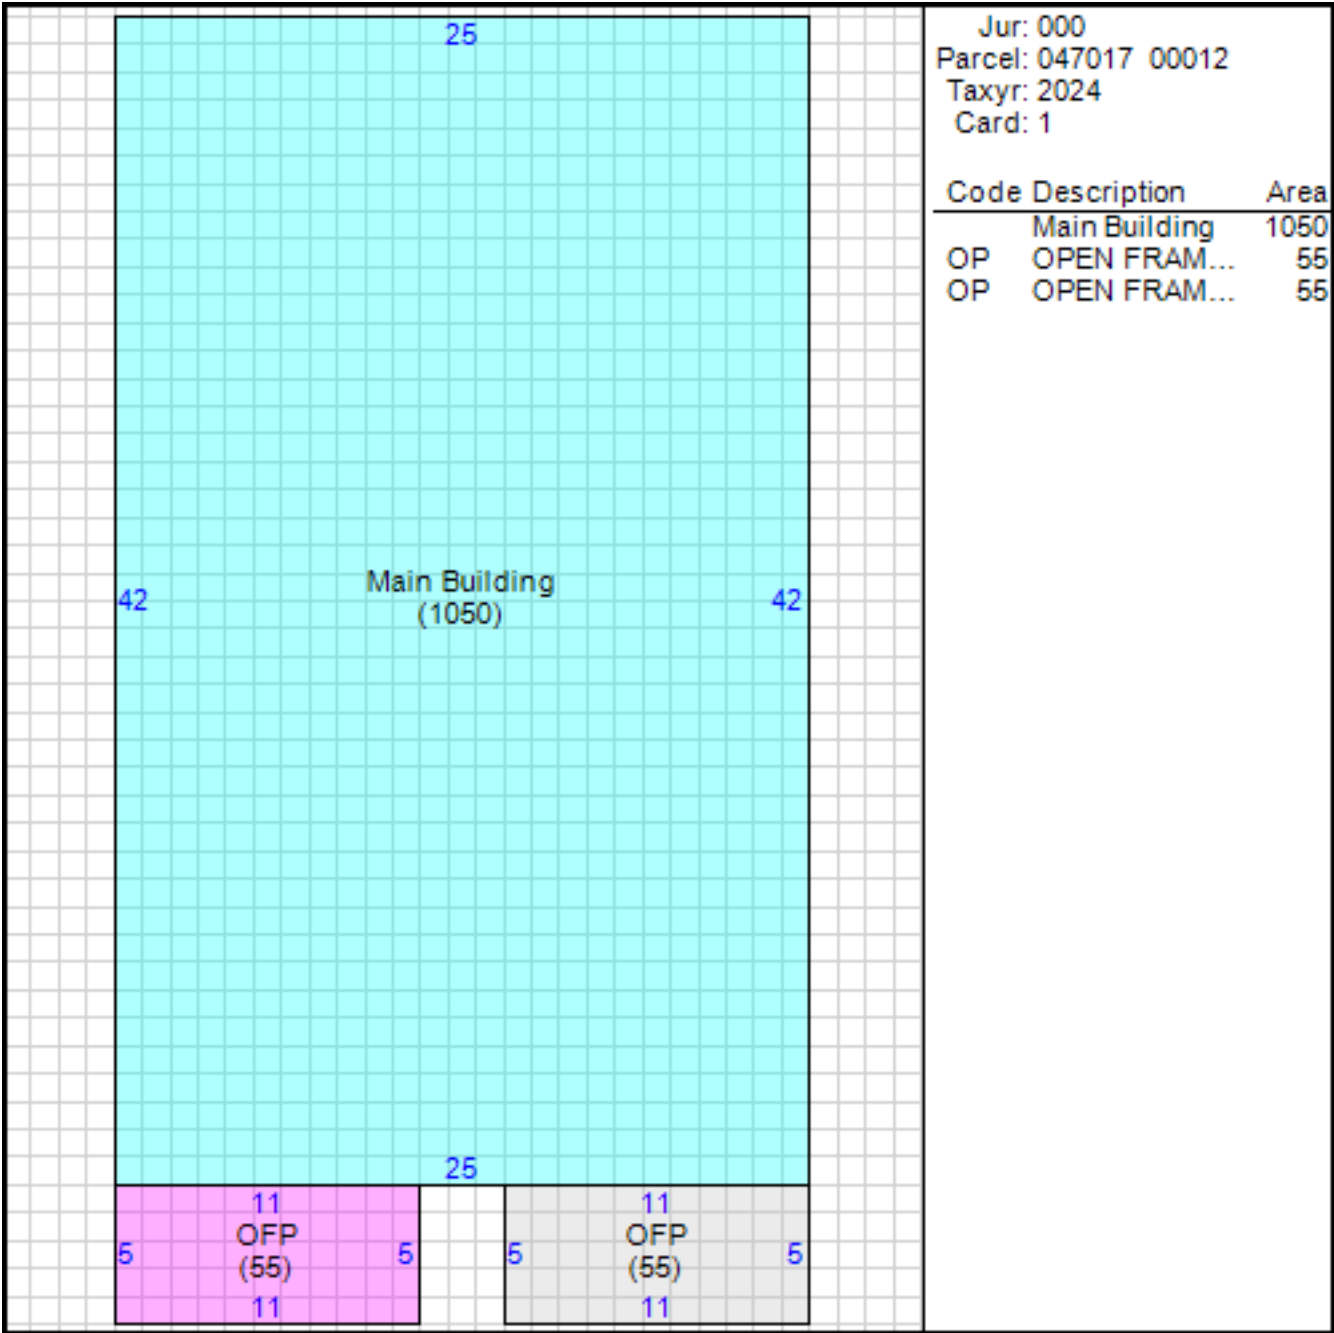 25
42
Main Building
(1050)
42
25
11
OFP
(55)
5
5
11
11
OFP
(55)
5
5
11
Jur: 000
Parcel: 047017 00012
Taxyr: 2024
Card: 1
Code Description Area
Main Building 1050
OP OPEN FRAM... 55
OP OPEN FRAM... 55